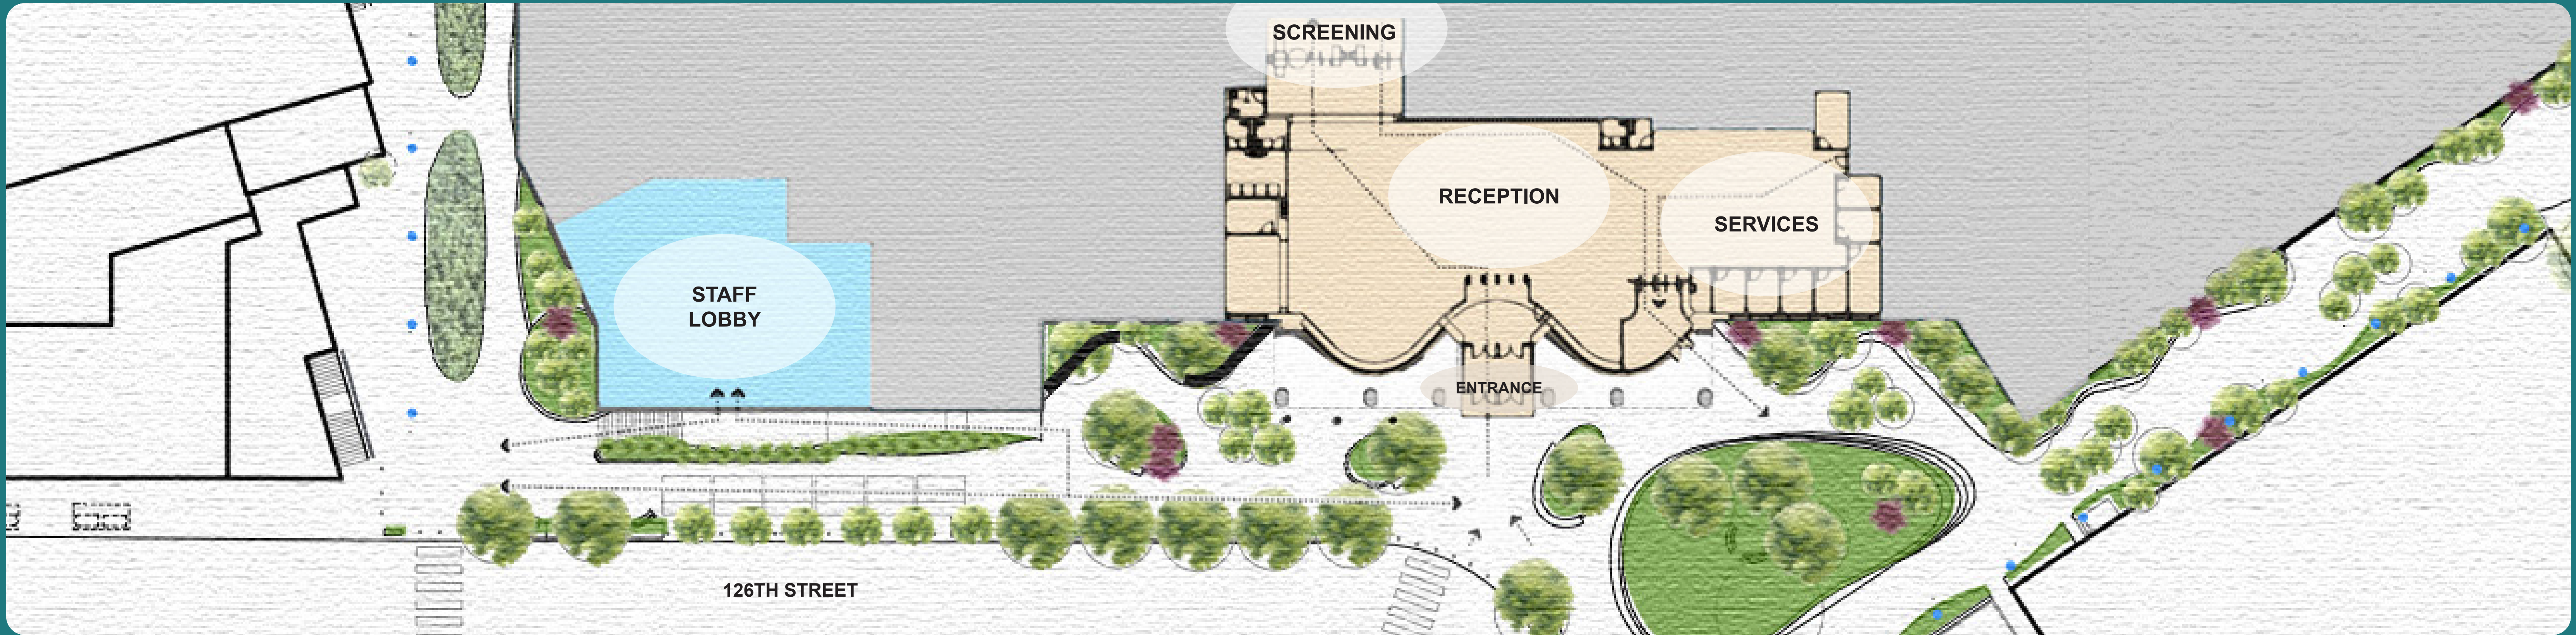 SCREENING
RECEPTION
SERVICES
STAFF
LOBBY
ENTRANCE
126TH STREET